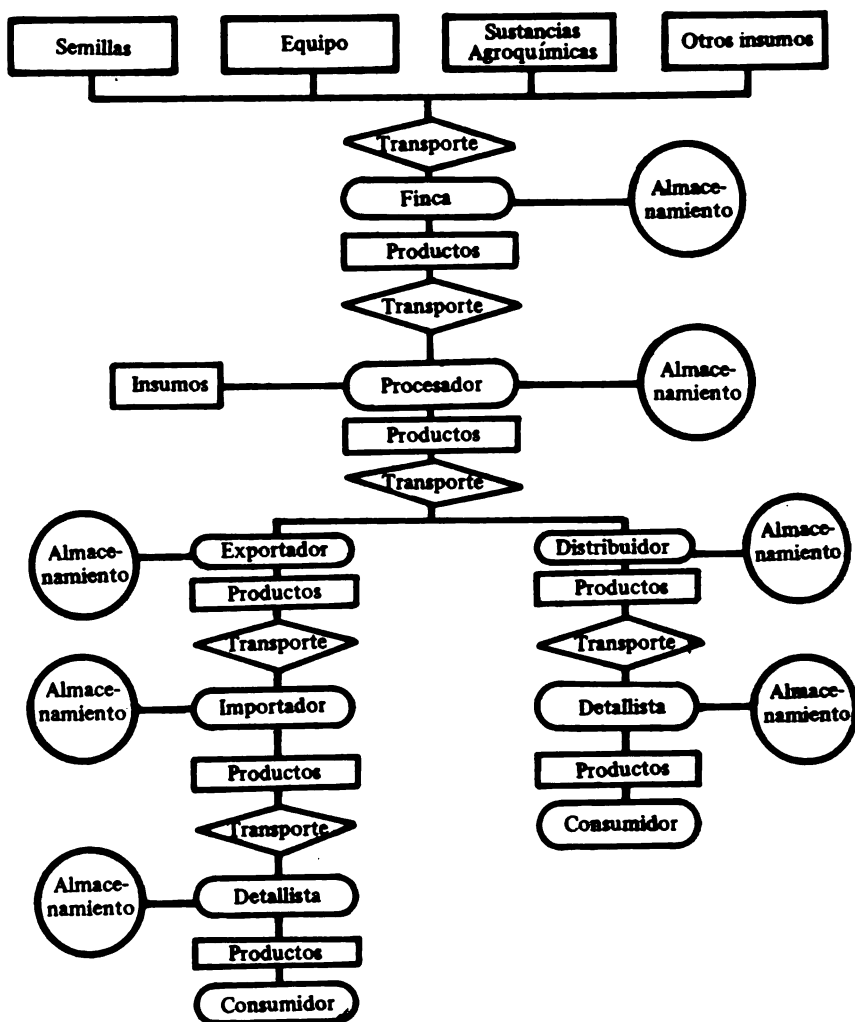 Semillas
Equipo
Sustancias
Agroquímicas
Otros insumos
Transporte
Finca
Almace-
namiento
Productos
Transporte
Insumos
Procesador
Almace-
namiento
Productos
Transporte
Almace-
namiento
Exportador
Distribuidor
Almace-
namiento
Productos
Productos
Transporte
Transporte
Almace-
namiento
Importador
Detallista
Almace-
namiento
Productos
Productos
Transporte
Consumidor
Almace-
namiento
Detallista
Productos
Consumidor